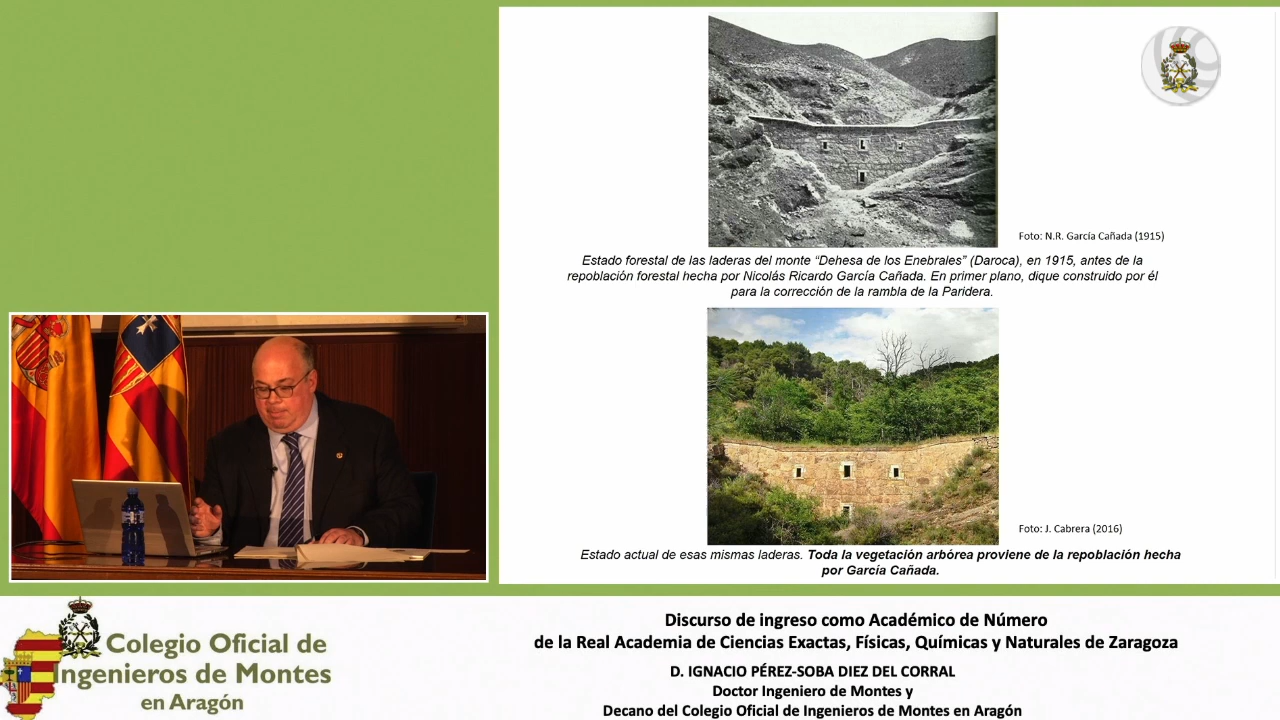 Foto: N.R. García Cañada (1915)
Estado forestal de las laderas del monte “Dehesa de los Enebrales” (Daroca), en 1915, antes de la
repoblación forestal hecha por Nicolás Ricardo García Cañada. En primer plano, dique construido por él
para la corrección de la rambla de la Paridera.
Foto: J. Cabrera (2016)
Estado actual de esas mismas laderas. Toda la vegetación arbórea proviene de la repoblación hecha
por García Cañada.
Colegio Oficial de
Ingenieros de Montes
en Aragón
Discurso de ingreso como Académico de Número
de la Real Academia de Ciencias Exactas, Físicas, Químicas y Naturales de Zaragoza
D. IGNACIO PÉREZ-SOBA DIEZ DEL CORRAL
Doctor Ingeniero de Montes y
Decano del Colegio Oficial de Ingenieros de Montes en Aragón